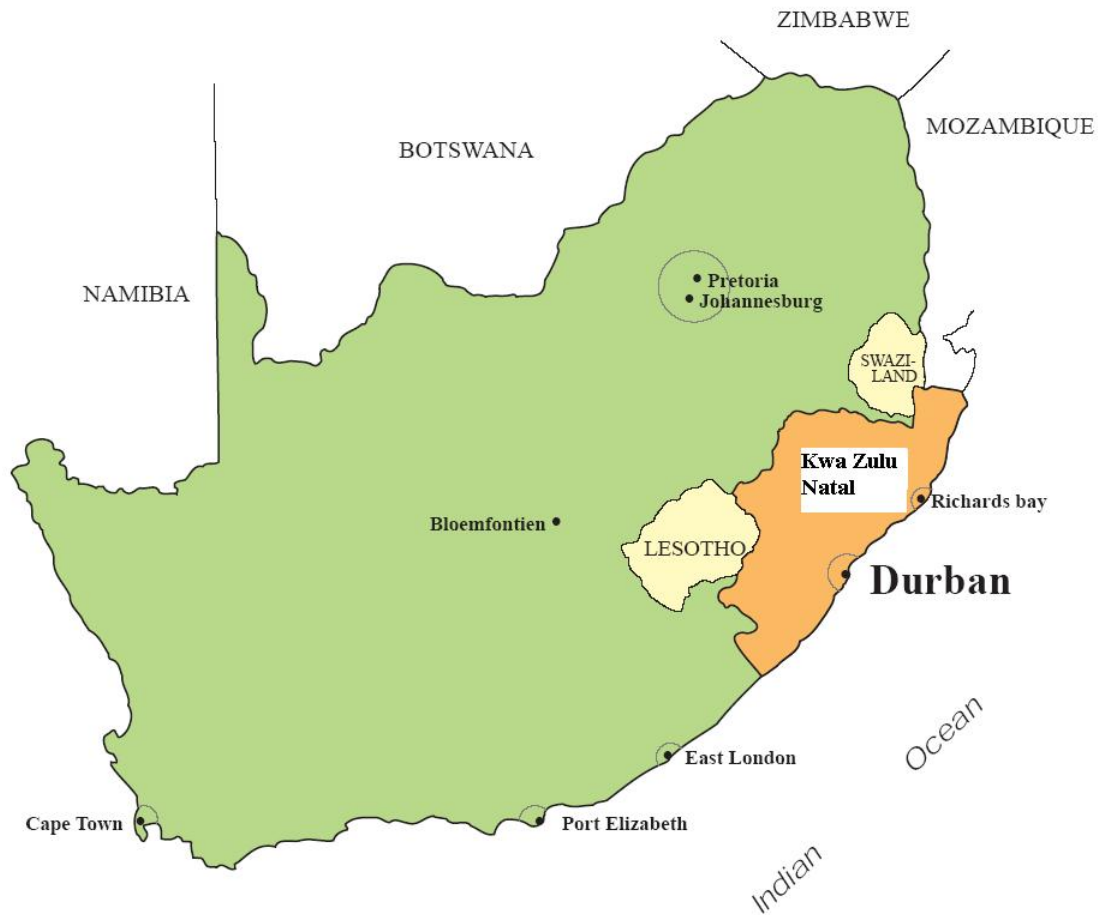 ZIMBABWE
MOZAMBIQUE
BOTSWANA
Pretoria
NAMIBIA
Johannesburg
SWAZI-
LAND
Kwa Zulu
Natal
Richards bay
Bloemfontien
LESOTHO
Durban
Ocean
East London
Cape Town
Port Elizabeth
Indian